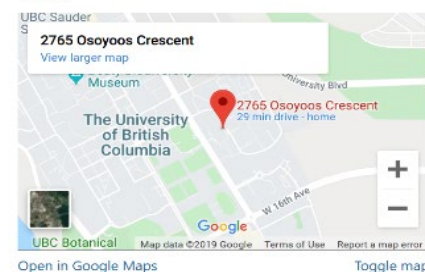 UBC Sauder
2765 Osoyoos Crescent
View larger map
Museum
University Blvd
2765 Osoyoos Crescent
29 min drive - home
The University
of British
Columbia
W 16th Ave
+
−
Google
UBC Botanical
Map data ©2019 Google Terms of Use Report a map error
Open in Google Maps Toggle map